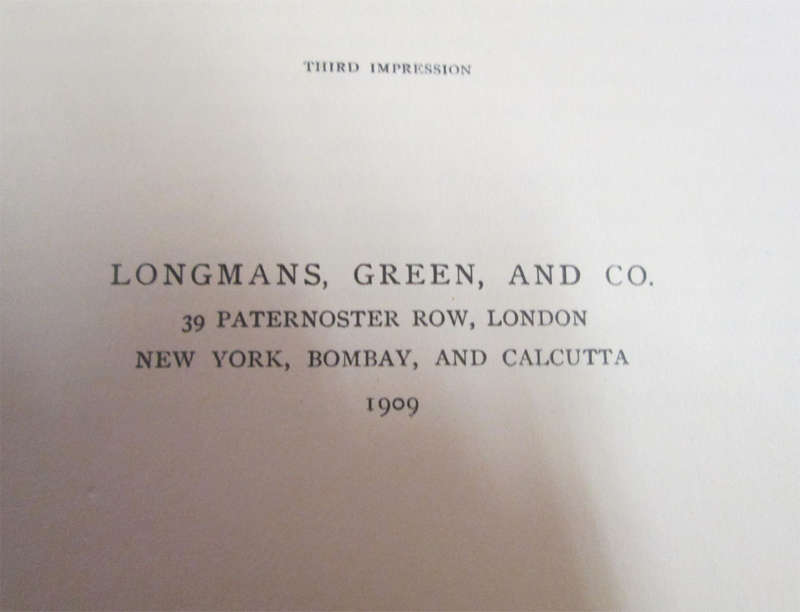 THIRD IMPRESSION
LONGMANS, GREEN, AND CO.
39 PATERNOSTER ROW, LONDON
NEW YORK, BOMBAY, AND CALCUTTA
1909